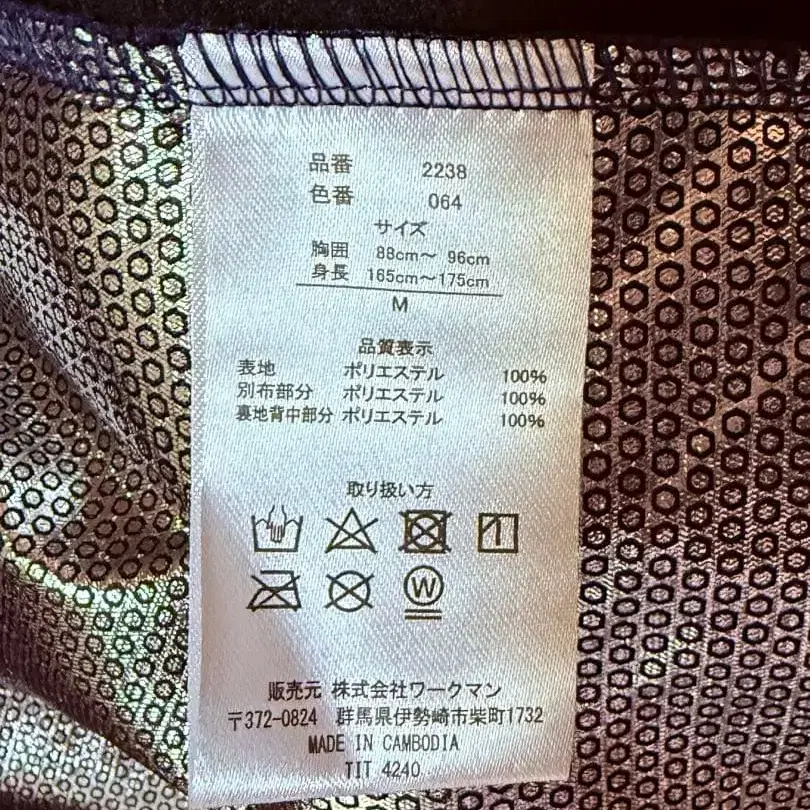 品番 2238
色番 064
サイズ
胸囲 88cm～ 96cm
身長 165cm～175cm
M
品質表示
表地 ポリエステル 100%
別布部分 ポリエステル 100%
裏地背中部分 ポリエステル 100%
取り扱い方
W
販売元 株式会社ワークマン
〒372-0824 群馬県伊勢崎市柴町1732
MADE IN CAMBODIA
TIT 4240